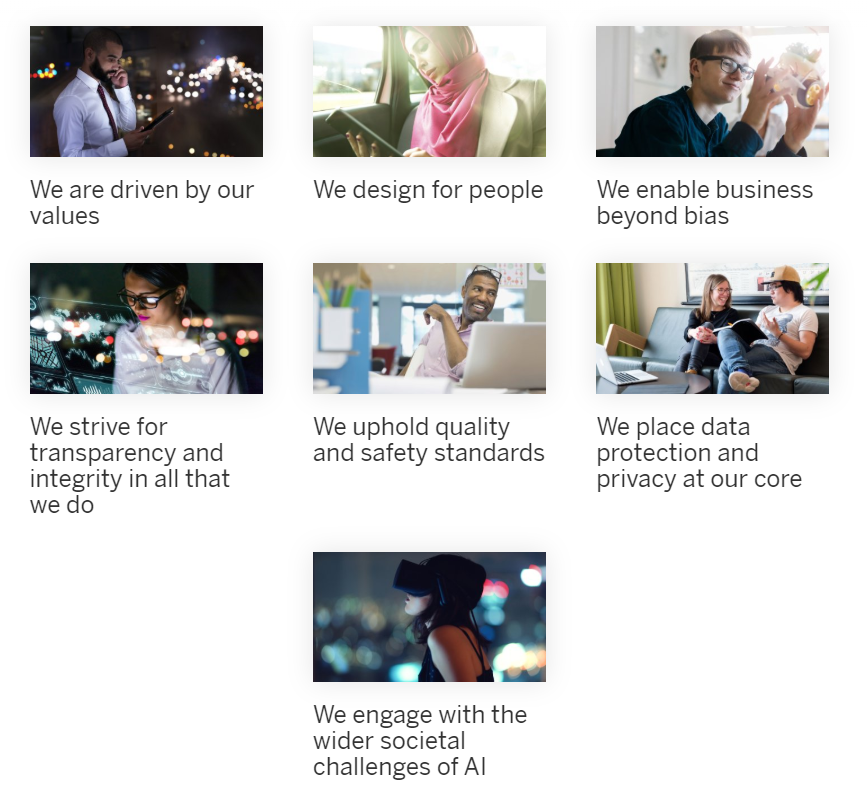 We are driven by our
values
We design for people
We enable business
beyond bias
We strive for
transparency and
integrity in all that
we do
We uphold quality
and safety standards
We place data
protection and
privacy at our core
We engage with the
wider societal
challenges of AI